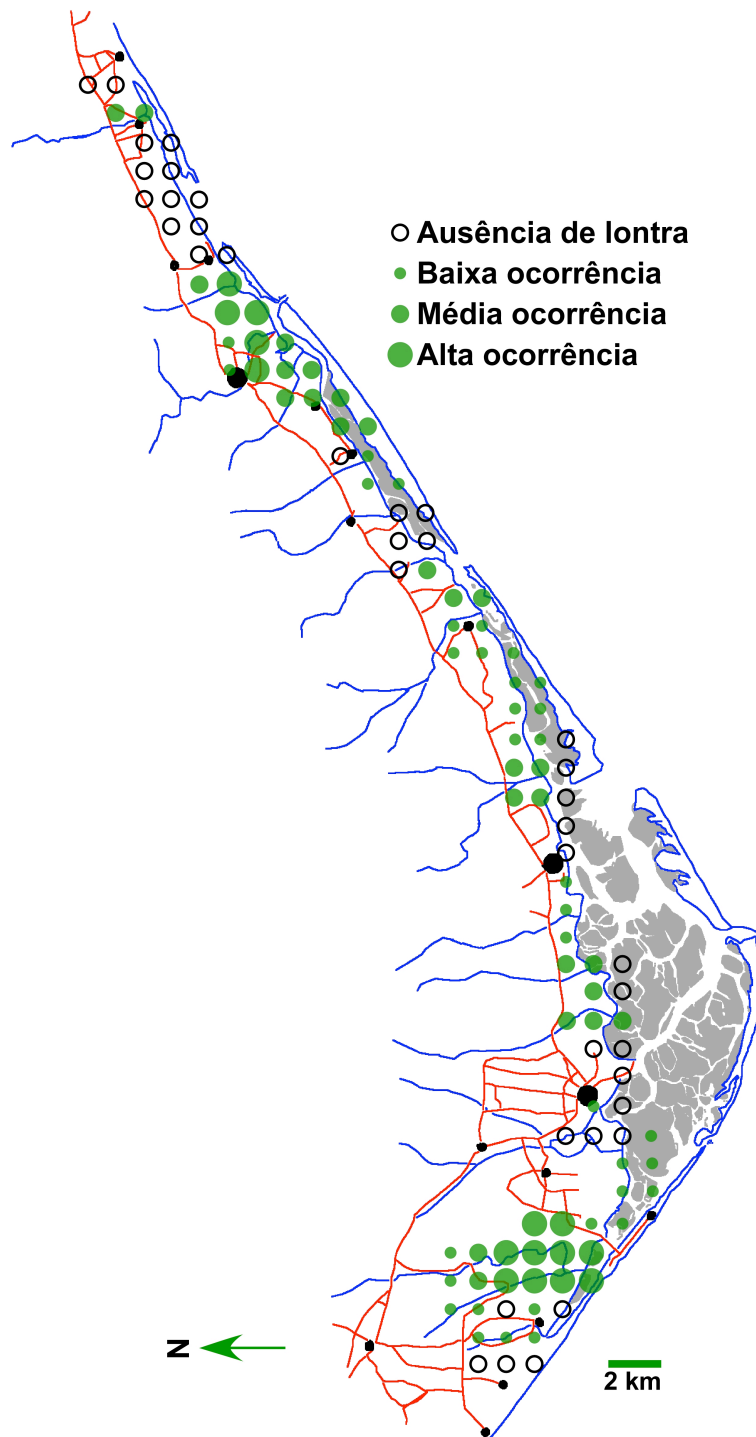 Ausência de lontra
Baixa ocorrência
Média ocorrência
Alta ocorrência
N
2 km